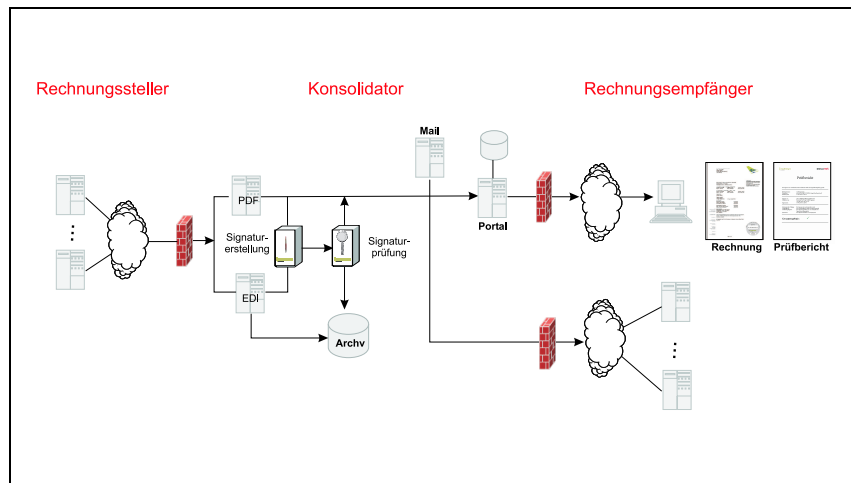 Rechnungssteller
Konsolidator
Rechnungsempfänger
Mail
PDF
Portal
Signatur-
erstellung
Signatur-
prüfung
EDI
Archv
Rechnung
Prüfbericht